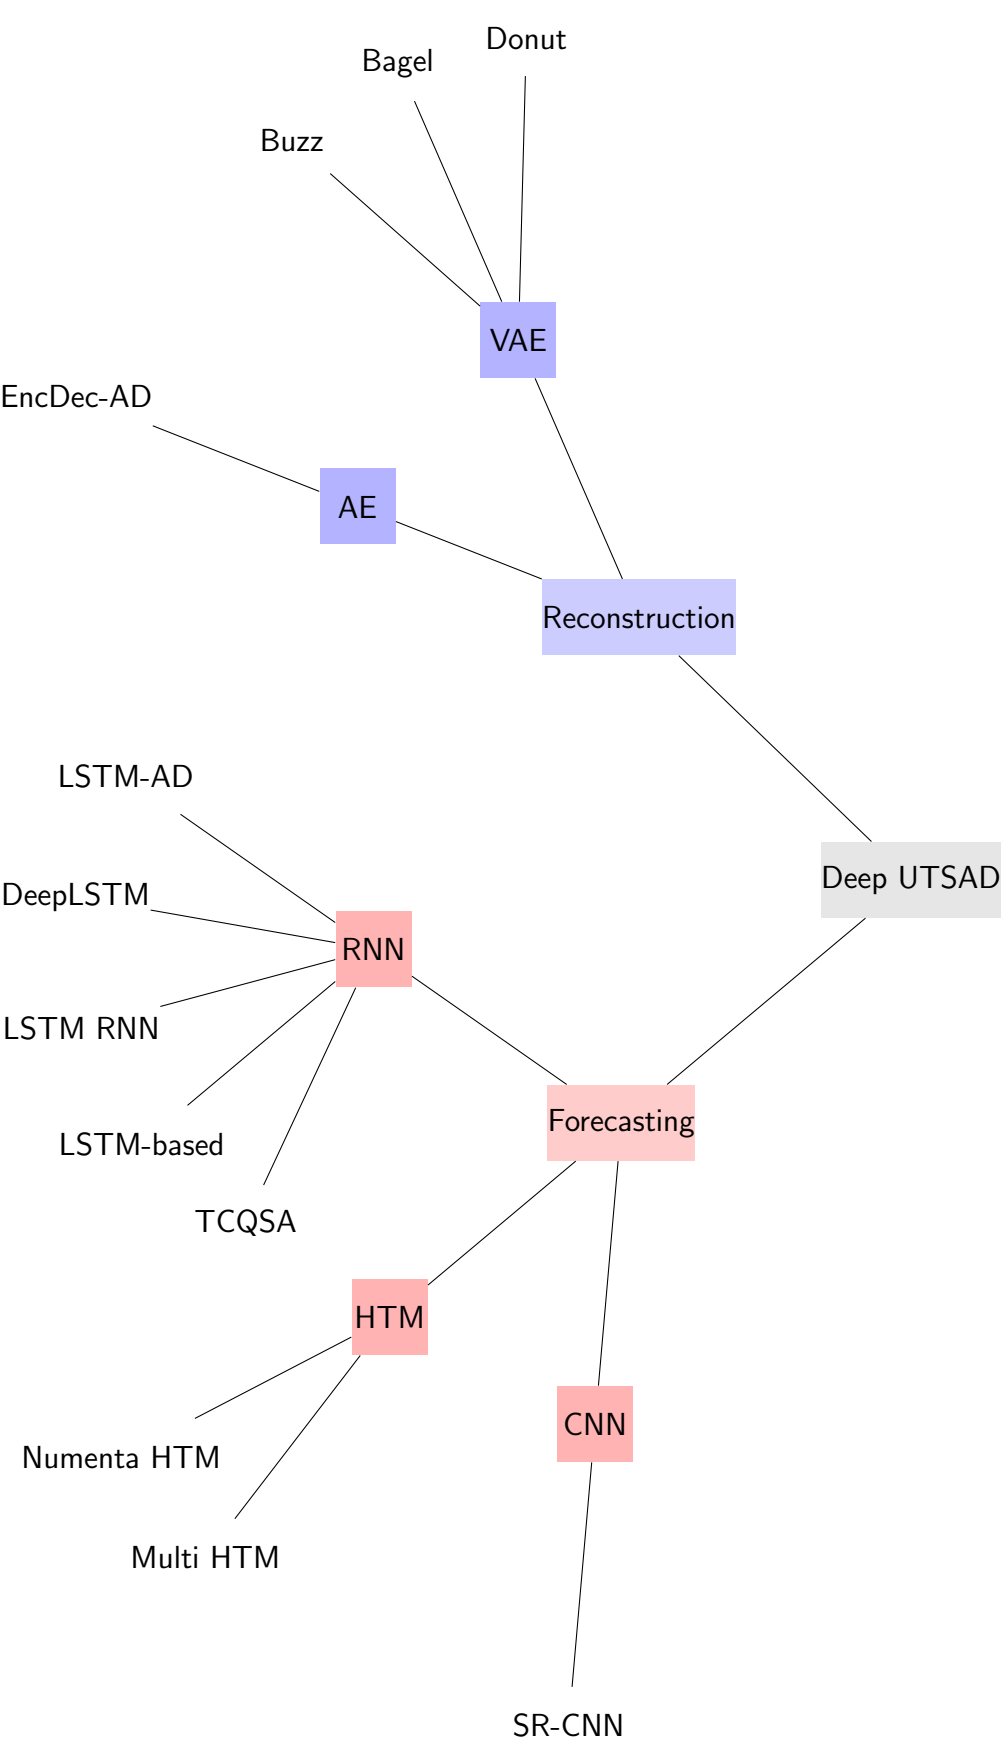 Donut
Bagel
Buzz
VAE
EncDec-AD
AE
Reconstruction
LSTM-AD
Deep UTSAD
DeepLSTM
RNN
LSTM RNN
Forecasting
LSTM-based
TCQSA
HTM
CNN
Numenta HTM
Multi HTM
SR-CNN